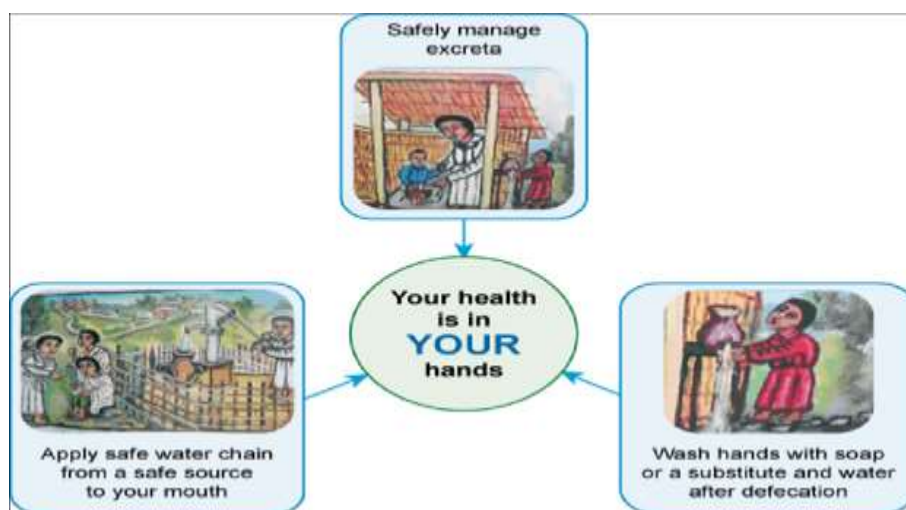 Safely manage
excreta
Your health
is in
YOUR
hands
Apply safe water chain
from a safe source
to your mouth
Wash hands with soap
or a substitute and water
after defecation